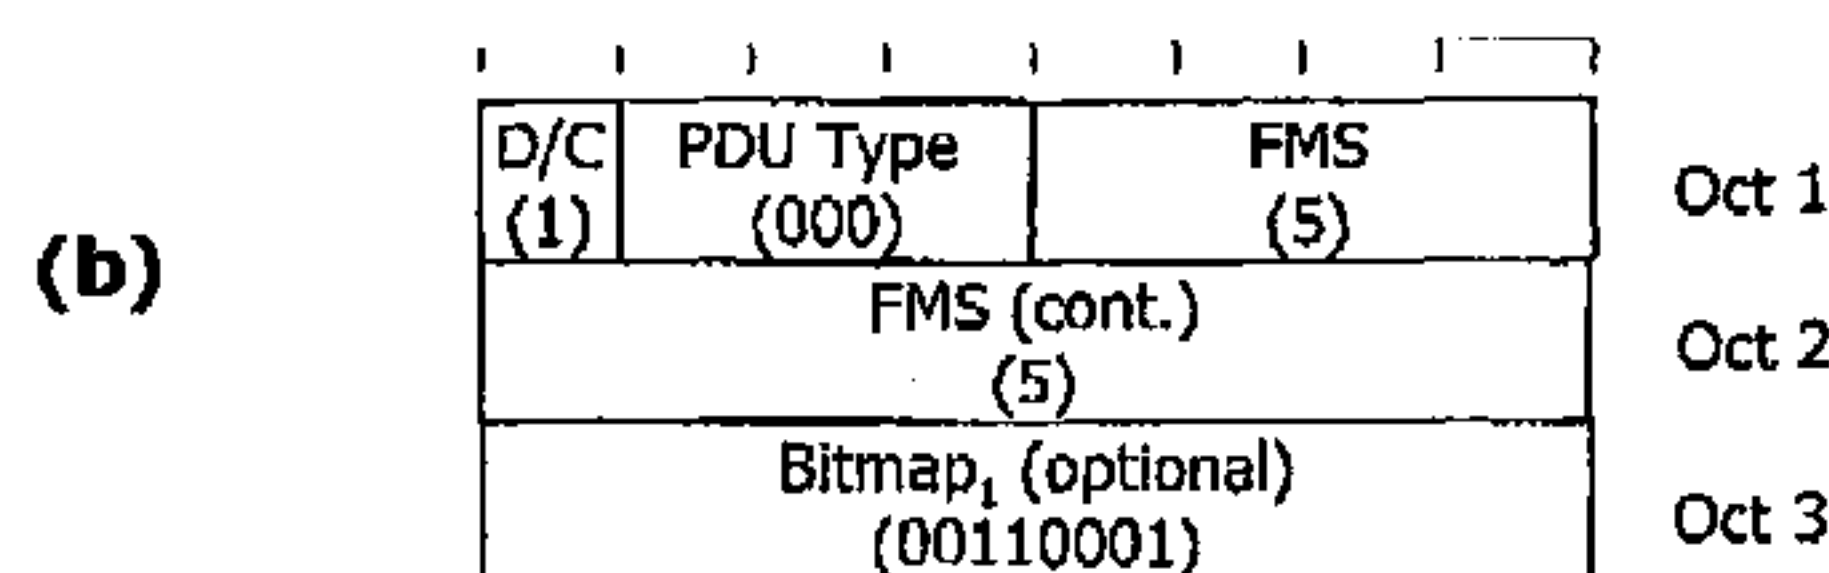 D/C PDU Type FMS
(1) (000) (5) Oct 1
(b)
FMS (cont.)
(5) Oct 2
Bitmap1 (optional)
(00110001) Oct 3